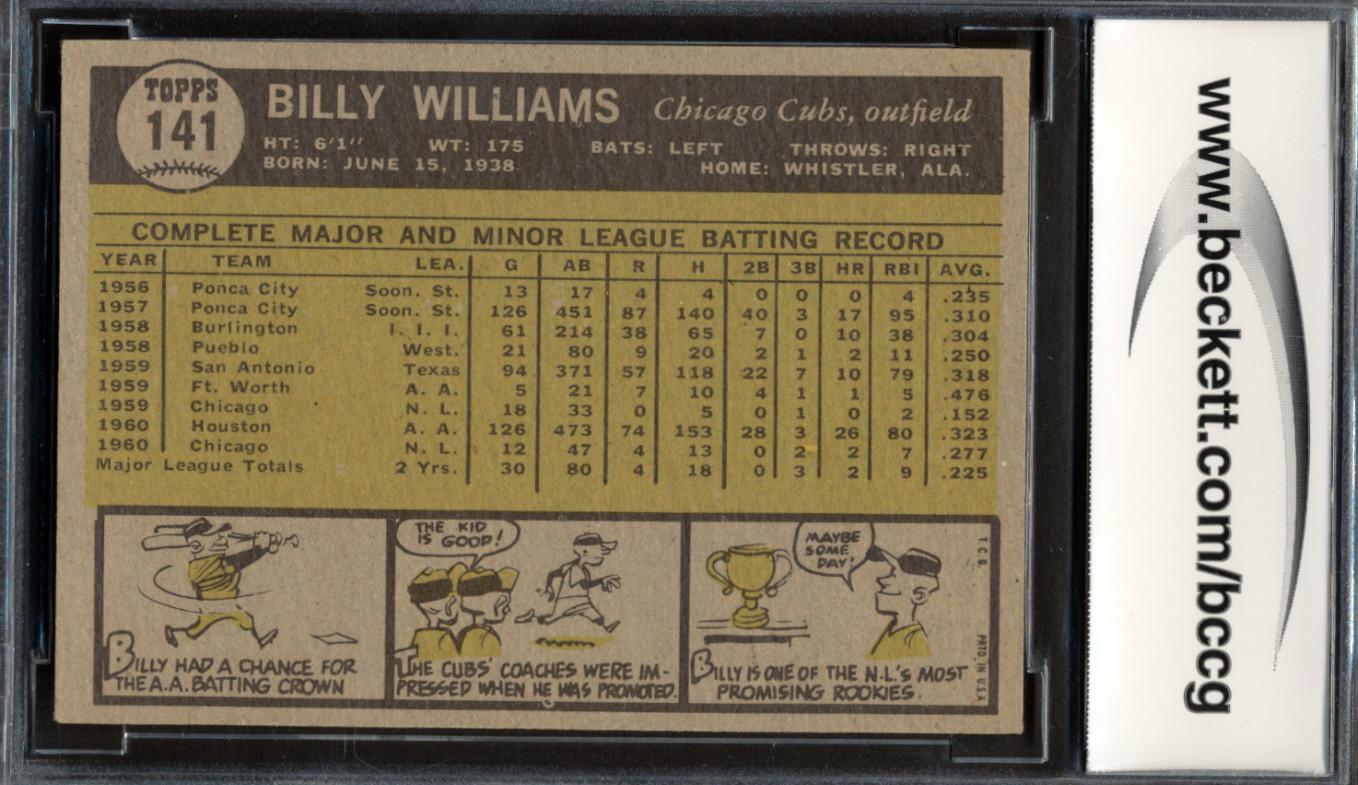 TOPPS
141
BILLY WILLIAMS Chicago Cubs, outfield
HT: 6'1" WT: 175 BATS: LEFT THROWS: RIGHT
BORN: JUNE 15, 1938 HOME: WHISTLER, ALA.
COMPLETE MAJOR AND MINOR LEAGUE BATTING RECORD
YEAR TEAM LEA. G AB R H 2B 3B HR RBI AVG.
1956 Ponca City Soon. St. 13 17 4 4 0 0 0 4 .235
1957 Ponca City Soon. St. 126 451 87 140 40 3 17 95 .310
1958 Burlington I. I. I. 61 214 38 65 7 0 10 38 .304
1958 Pueblo West. 21 80 9 20 2 1 2 11 .250
1959 San Antonio Texas 94 371 57 118 22 7 10 79 .318
1959 Ft. Worth A. A. 5 21 7 10 4 1 1 5 .476
1959 Chicago N. L. 18 33 0 5 0 1 0 2 .152
1960 Houston A. A. 126 473 74 153 28 3 26 80 .323
1960 Chicago N. L. 12 47 4 13 0 2 2 7 .277
Major League Totals 2 Yrs. 30 80 4 18 0 3 2 9 .225
BILLY HAD A CHANCE FOR
THE A.A. BATTING CROWN
THE KID
IS GOOD!
THE CUBS' COACHES WERE IM-
PRESSED WHEN HE WAS PROMOTED.
MAYBE
SOME
DAY!
BILLY IS ONE OF THE N.L.'S MOST
PROMISING ROOKIES.
T.C.G. PRTD. IN U.S.A.
www.beckett.com/bccg